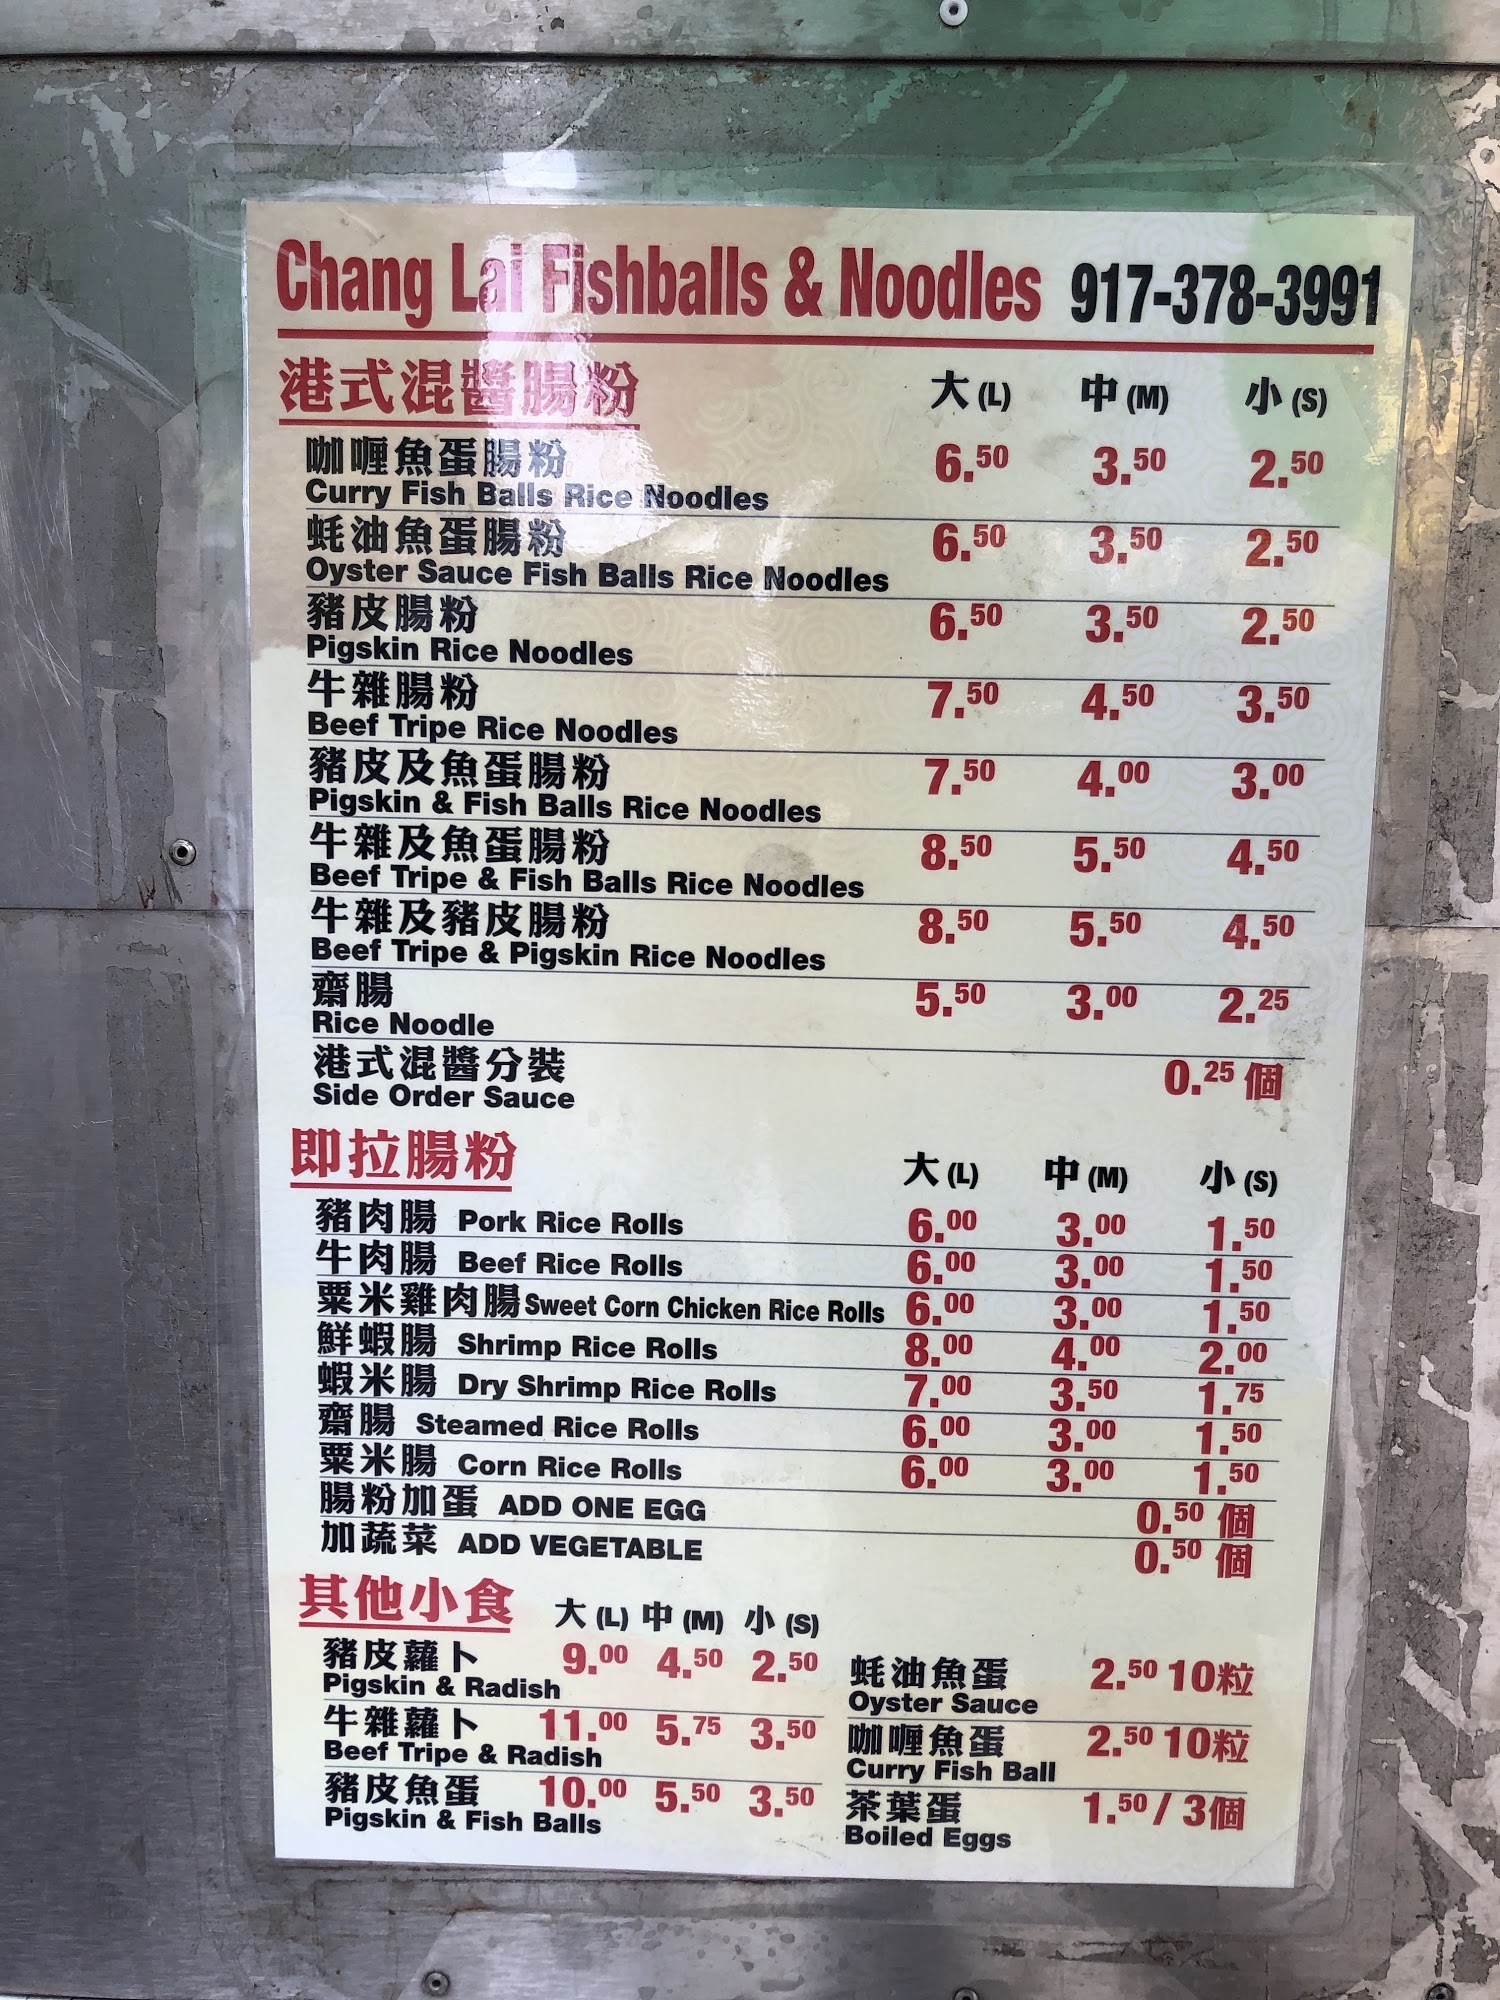 Chang Lai Fishballs & Noodles 917-378-3991
港式混醬腸粉 大(L) 中(M) 小(S)
咖喱魚蛋腸粉 6.50 3.50 2.50
Curry Fish Balls Rice Noodles
蚝油魚蛋腸粉 6.50 3.50 2.50
Oyster Sauce Fish Balls Rice Noodles
豬皮腸粉 6.50 3.50 2.50
Pigskin Rice Noodles
牛雜腸粉 7.50 4.50 3.50
Beef Tripe Rice Noodles
豬皮及魚蛋腸粉 7.50 4.00 3.00
Pigskin & Fish Balls Rice Noodles
牛雜及魚蛋腸粉 8.50 5.50 4.50
Beef Tripe & Fish Balls Rice Noodles
牛雜及豬皮腸粉 8.50 5.50 4.50
Beef Tripe & Pigskin Rice Noodles
齋腸 5.50 3.00 2.25
Rice Noodle
港式混醬分裝 0.25 個
Side Order Sauce
即拉腸粉 大(L) 中(M) 小(S)
豬肉腸 Pork Rice Rolls 6.00 3.00 1.50
牛肉腸 Beef Rice Rolls 6.00 3.00 1.50
粟米雞肉腸 Sweet Corn Chicken Rice Rolls 6.00 3.00 1.50
鮮蝦腸 Shrimp Rice Rolls 8.00 4.00 2.00
蝦米腸 Dry Shrimp Rice Rolls 7.00 3.50 1.75
齋腸 Steamed Rice Rolls 6.00 3.00 1.50
粟米腸 Corn Rice Rolls 6.00 3.00 1.50
腸粉加蛋 ADD ONE EGG 0.50 個
加蔬菜 ADD VEGETABLE 0.50 個
其他小食 大(L) 中(M) 小(S)
豬皮蘿卜 9.00 4.50 2.50
Pigskin & Radish
牛雜蘿卜 11.00 5.75 3.50
Beef Tripe & Radish
豬皮魚蛋 10.00 5.50 3.50
Pigskin & Fish Balls
蚝油魚蛋 2.50 10粒
Oyster Sauce
咖喱魚蛋 2.50 10粒
Curry Fish Ball
茶葉蛋 1.50 / 3個
Boiled Eggs